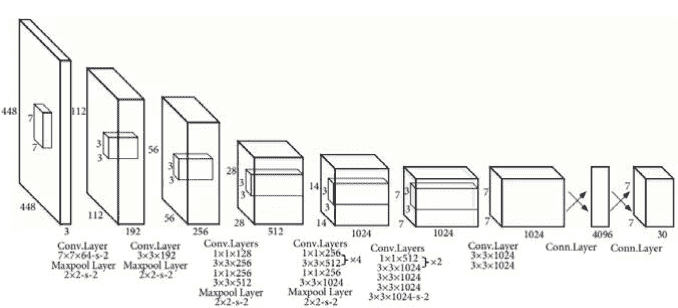 448
7
7
448
3
112
3
3
112
192
56
3
3
56
256
28
3
3
28
512
14
3
3
14
1024
7
3
3
7
1024
7
7
1024
4096
7
7
30
Conv.Layer
7×7×64-s-2
Maxpool Layer
2×2-s-2
Conv.Layer
3×3×192
Maxpool Layer
2×2-s-2
Conv.Layers
1×1×128
3×3×256
1×1×256
3×3×512
Maxpool Layer
2×2-s-2
Conv.Layers
1×1×256
3×3×512 }×4
1×1×256
3×3×1024
Maxpool Layer
2×2-s-2
Conv.Layers
1×1×512
3×3×1024 }×2
3×3×1024
3×3×1024
3×3×1024-s-2
Conv.Layer
3×3×1024
3×3×1024
Conn.Layer
Conn.Layer